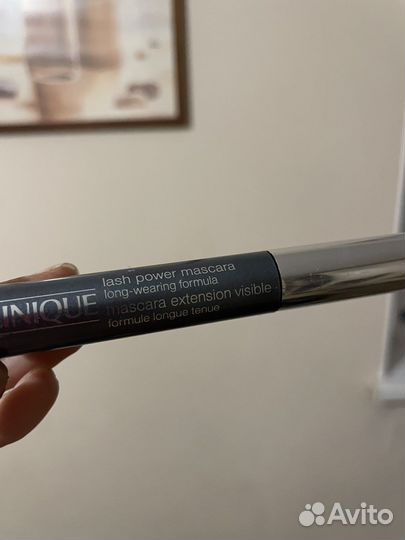 lash power mascara
long-wearing formula
mascara extension visible
formule longue tenue
INIQUE
Avito